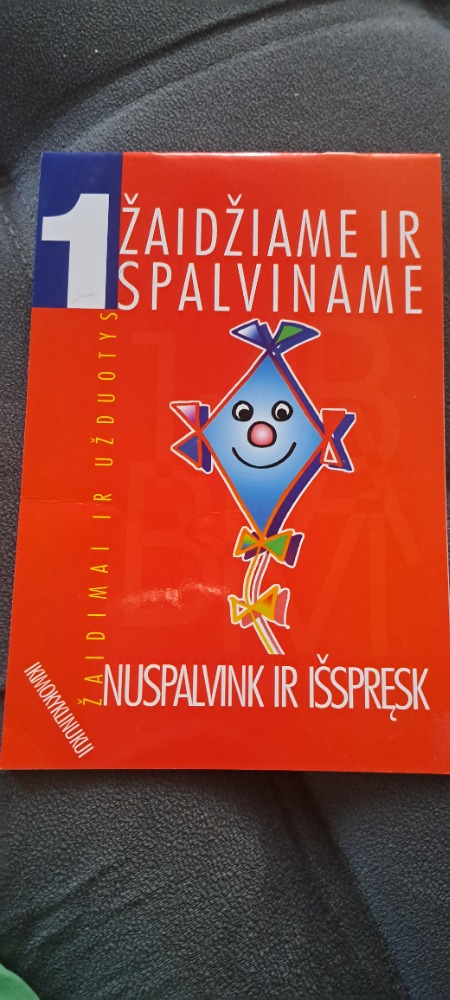 1
ŽAIDŽIAME IR
SPALVINAME
ŽAIDIMAI IR UŽDUOTYS
NUSPALVINK IR IŠSPRĘSK
IKIMOKYKLINUKUI